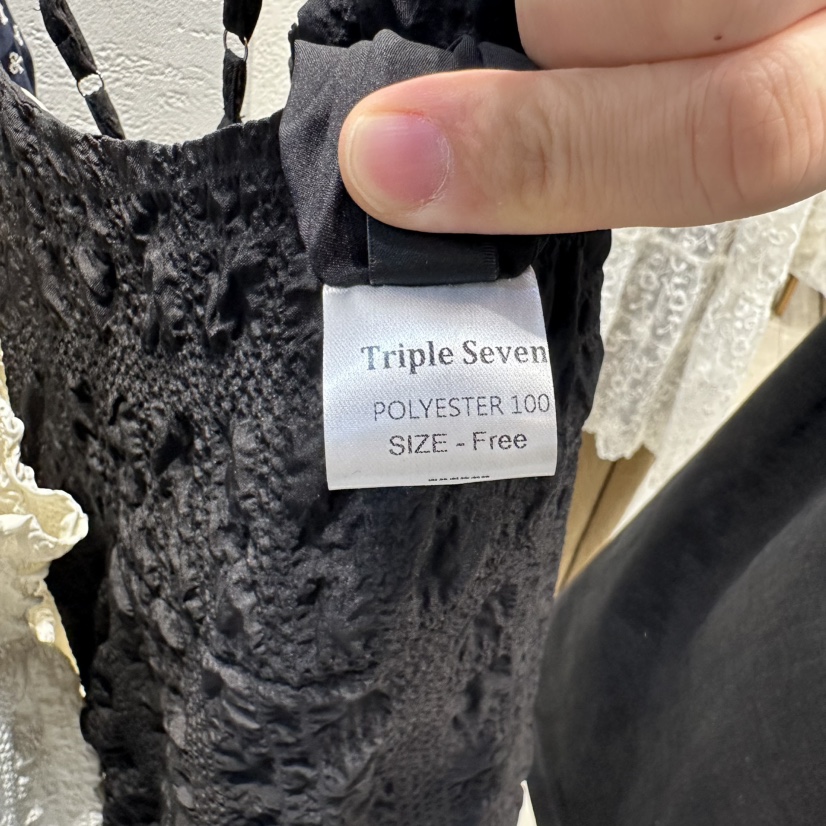 Triple Seven
POLYESTER 100
SIZE - Free